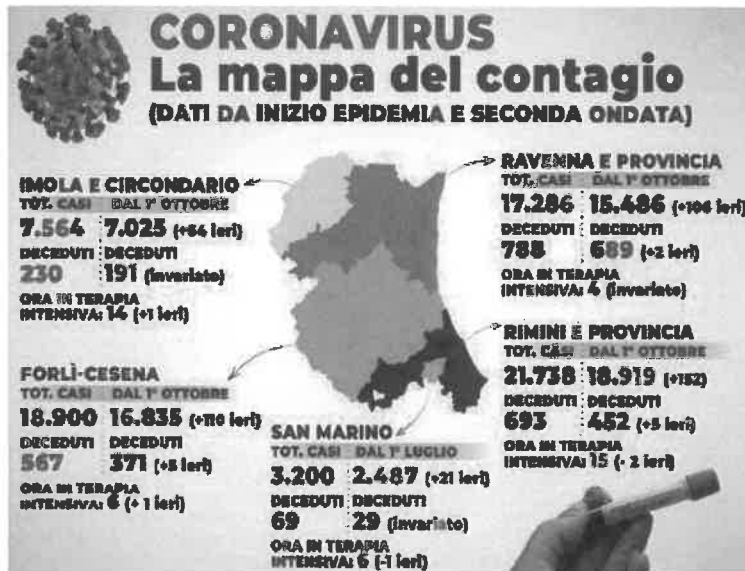 CORONAVIRUS
La mappa del contagio
(DATI DA INIZIO EPIDEMIA E SECONDA ONDATA)
IMOLA E CIRCONDARIO
TOT. CASI DAL 1° OTTOBRE
7.564 7.025 (+64 ieri)
DECEDUTI DECEDUTI
230 191 (invariato)
ORA IN TERAPIA
INTENSIVA: 14 (+1 ieri)
RAVENNA E PROVINCIA
TOT. CASI DAL 1° OTTOBRE
17.286 15.486 (+106 ieri)
DECEDUTI DECEDUTI
788 689 (+2 ieri)
ORA IN TERAPIA
INTENSIVA: 4 (invariato)
FORLÌ-CESENA
TOT. CASI DAL 1° OTTOBRE
18.900 16.835 (+110 ieri)
DECEDUTI DECEDUTI
567 371 (+5 ieri)
ORA IN TERAPIA
INTENSIVA: 6 (+ 1 ieri)
SAN MARINO
TOT. CASI DAL 1° LUGLIO
3.200 2.487 (+21 ieri)
DECEDUTI DECEDUTI
69 29 (invariato)
ORA IN TERAPIA
INTENSIVA: 6 (-1 ieri)
RIMINI E PROVINCIA
TOT. CASI DAL 1° OTTOBRE
21.738 18.919 (+152)
DECEDUTI DECEDUTI
693 452 (+5 ieri)
ORA IN TERAPIA
INTENSIVA: 15 (- 2 ieri)